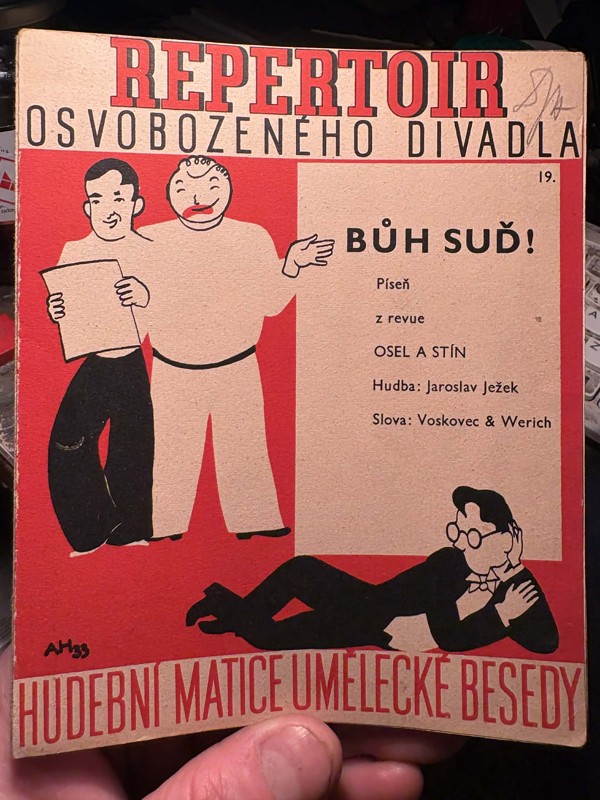 REPERTOIR
OSVOBOZENÉHO DIVADLA
19.
BŮH SUĎ!
Píseň
z revue
OSEL A STÍN
Hudba: Jaroslav Ježek
Slova: Voskovec & Werich
AH33
HUDEBNÍ MATICE UMĚLECKÉ BESEDY